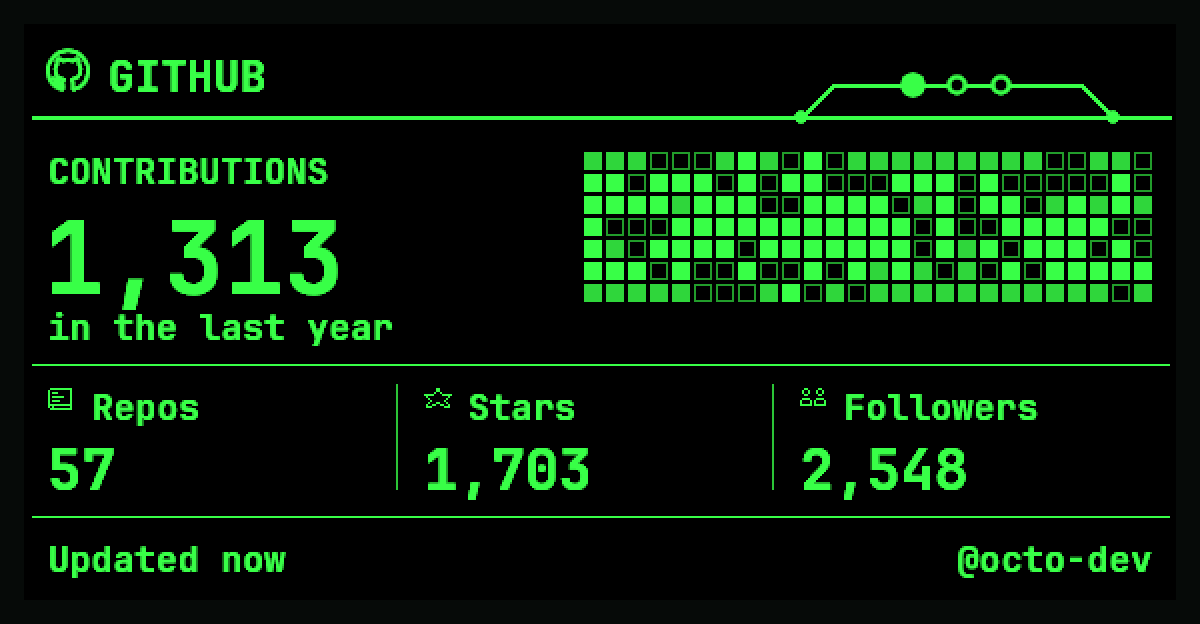 GITHUB
CONTRIBUTIONS
1,313
in the last year
Repos
57
Stars
1,703
Followers
2,548
Updated now
@octo-dev